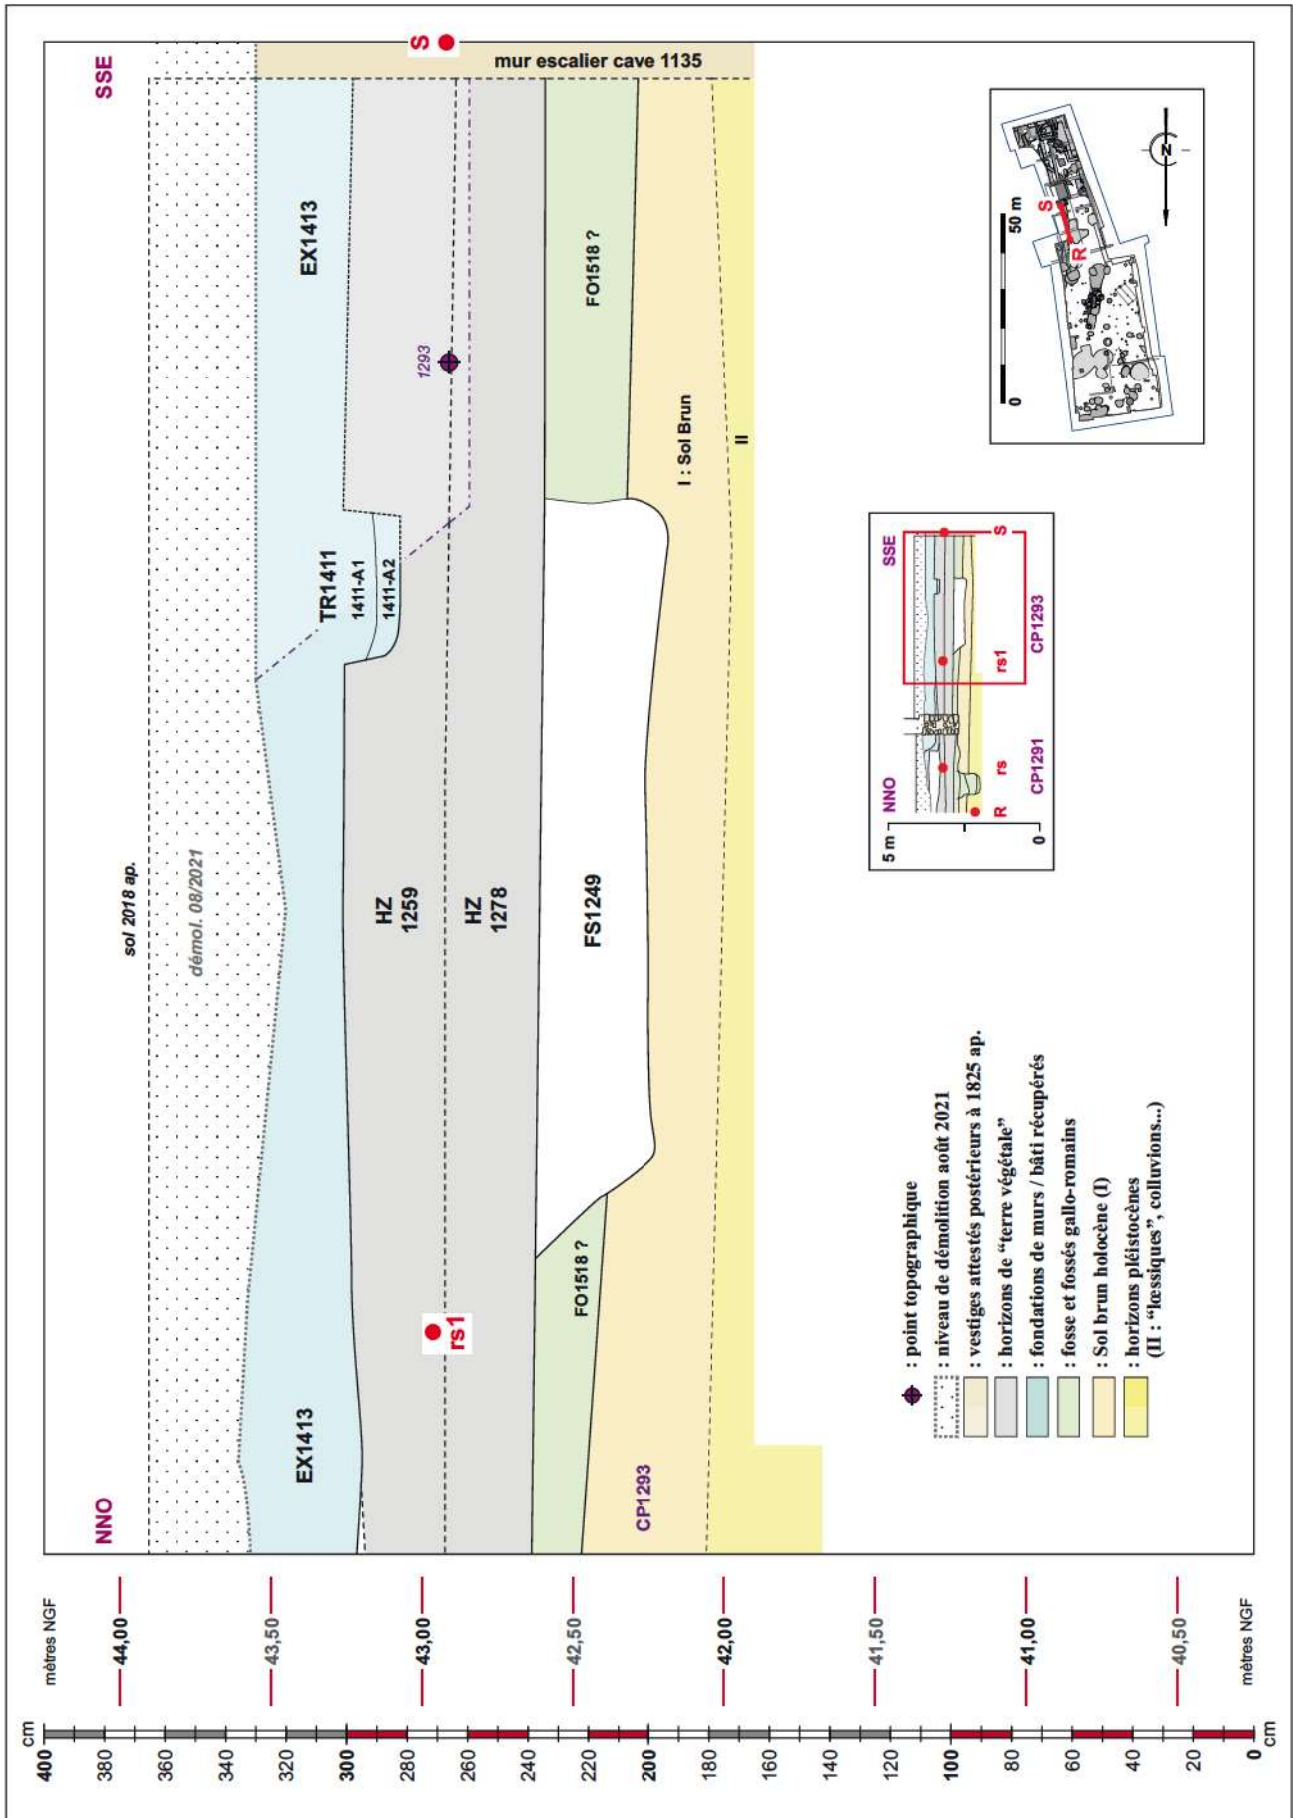 NNO
SSE
sol 2018 ap.
démol. 08/2021
S
mur escalier cave 1135
EX1413
EX1413
TR1411
1411-A1
1411-A2
1293
HZ
1259
HZ
1278
rs1
FO1518 ?
FS1249
FO1518 ?
I : Sol Brun
II
CP1293
mètres NGF
44,00
43,50
43,00
42,50
42,00
41,50
41,00
40,50
mètres NGF
cm
400
380
360
340
320
300
280
260
240
220
200
180
160
140
120
100
80
60
40
20
0
cm
: point topographique
: niveau de démolition août 2021
: vestiges attestés postérieurs à 1825 ap.
: horizons de “terre végétale”
: fondations de murs / bâti récupérés
: fosse et fossés gallo-romains
: Sol brun holocène (I)
: horizons pléistocènes
(II : “lœssiques”, colluvions...)
5 m
0
NNO
SSE
R
rs
rs1
S
CP1291
CP1293
0
50 m
R
S
N